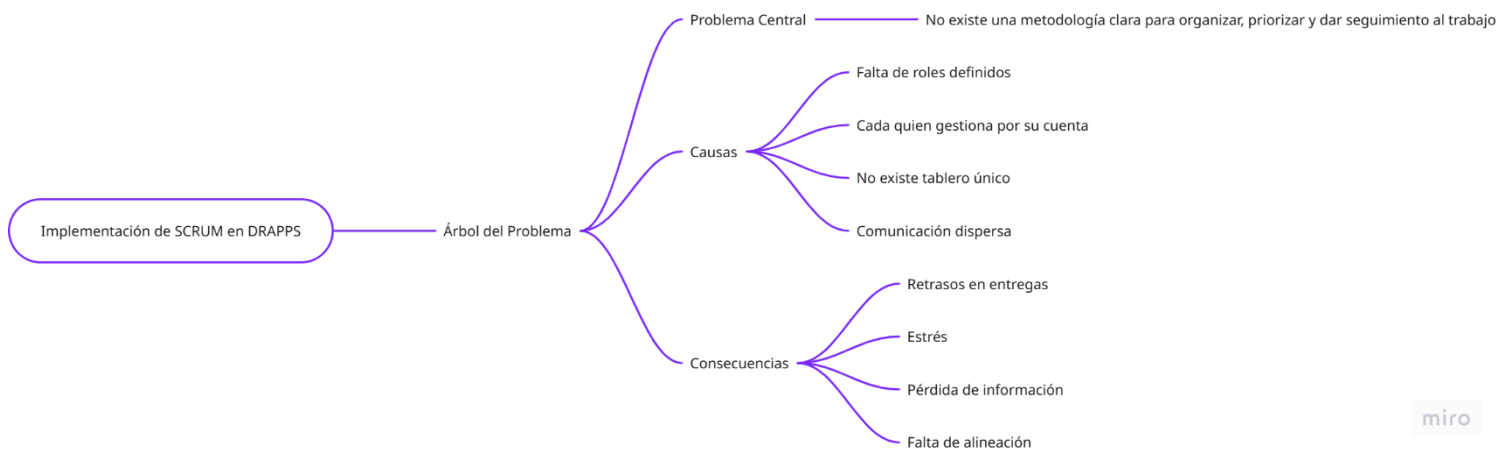 Implementación de SCRUM en DRAPPS
Árbol del Problema
Problema Central
No existe una metodología clara para organizar, priorizar y dar seguimiento al trabajo
Causas
Falta de roles definidos
Cada quien gestiona por su cuenta
No existe tablero único
Comunicación dispersa
Consecuencias
Retrasos en entregas
Estrés
Pérdida de información
Falta de alineación
miro